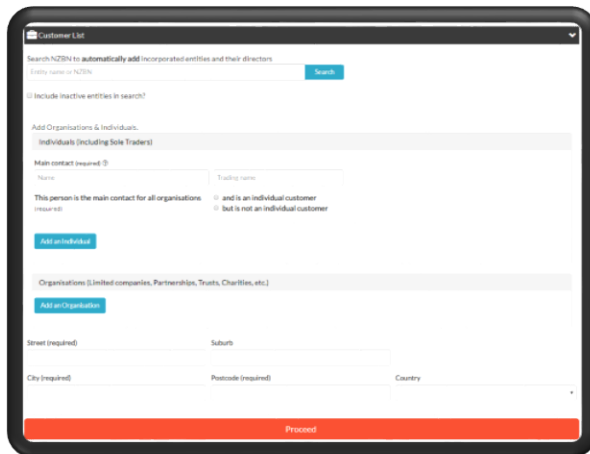 Customer List
Search NZBN to automatically add incorporated entities and their directors
Entity name or NZBN
Search
Include inactive entities in search?
Add Organisations & Individuals.
Individuals (including Sole Traders)
Main contact (required)
Name
Trading name
This person is the main contact for all organisations
(required)
and is an individual customer
but is not an individual customer
Add an Individual
Organisations (Limited companies, Partnerships, Trusts, Charities, etc.)
Add an Organisation
Street (required)
Suburb
City (required)
Postcode (required)
Country
Proceed